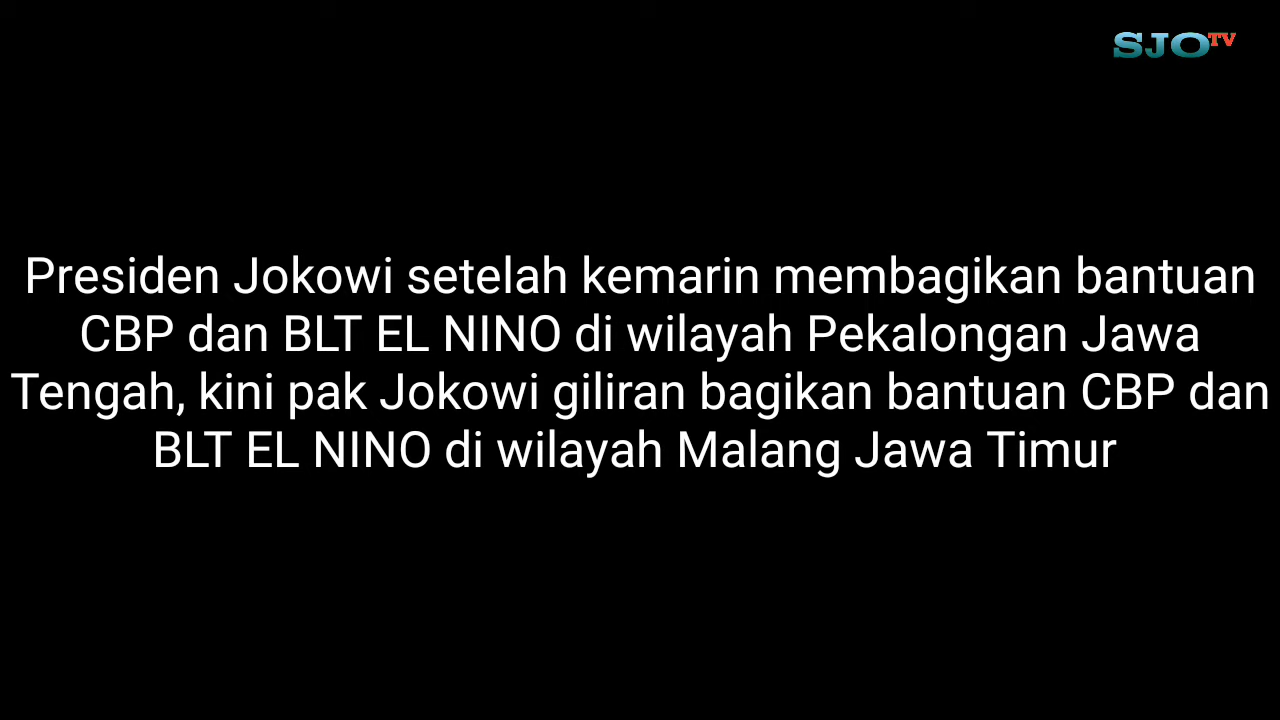 SJOTV
Presiden Jokowi setelah kemarin membagikan bantuan
CBP dan BLT EL NINO di wilayah Pekalongan Jawa
Tengah, kini pak Jokowi giliran bagikan bantuan CBP dan
BLT EL NINO di wilayah Malang Jawa Timur